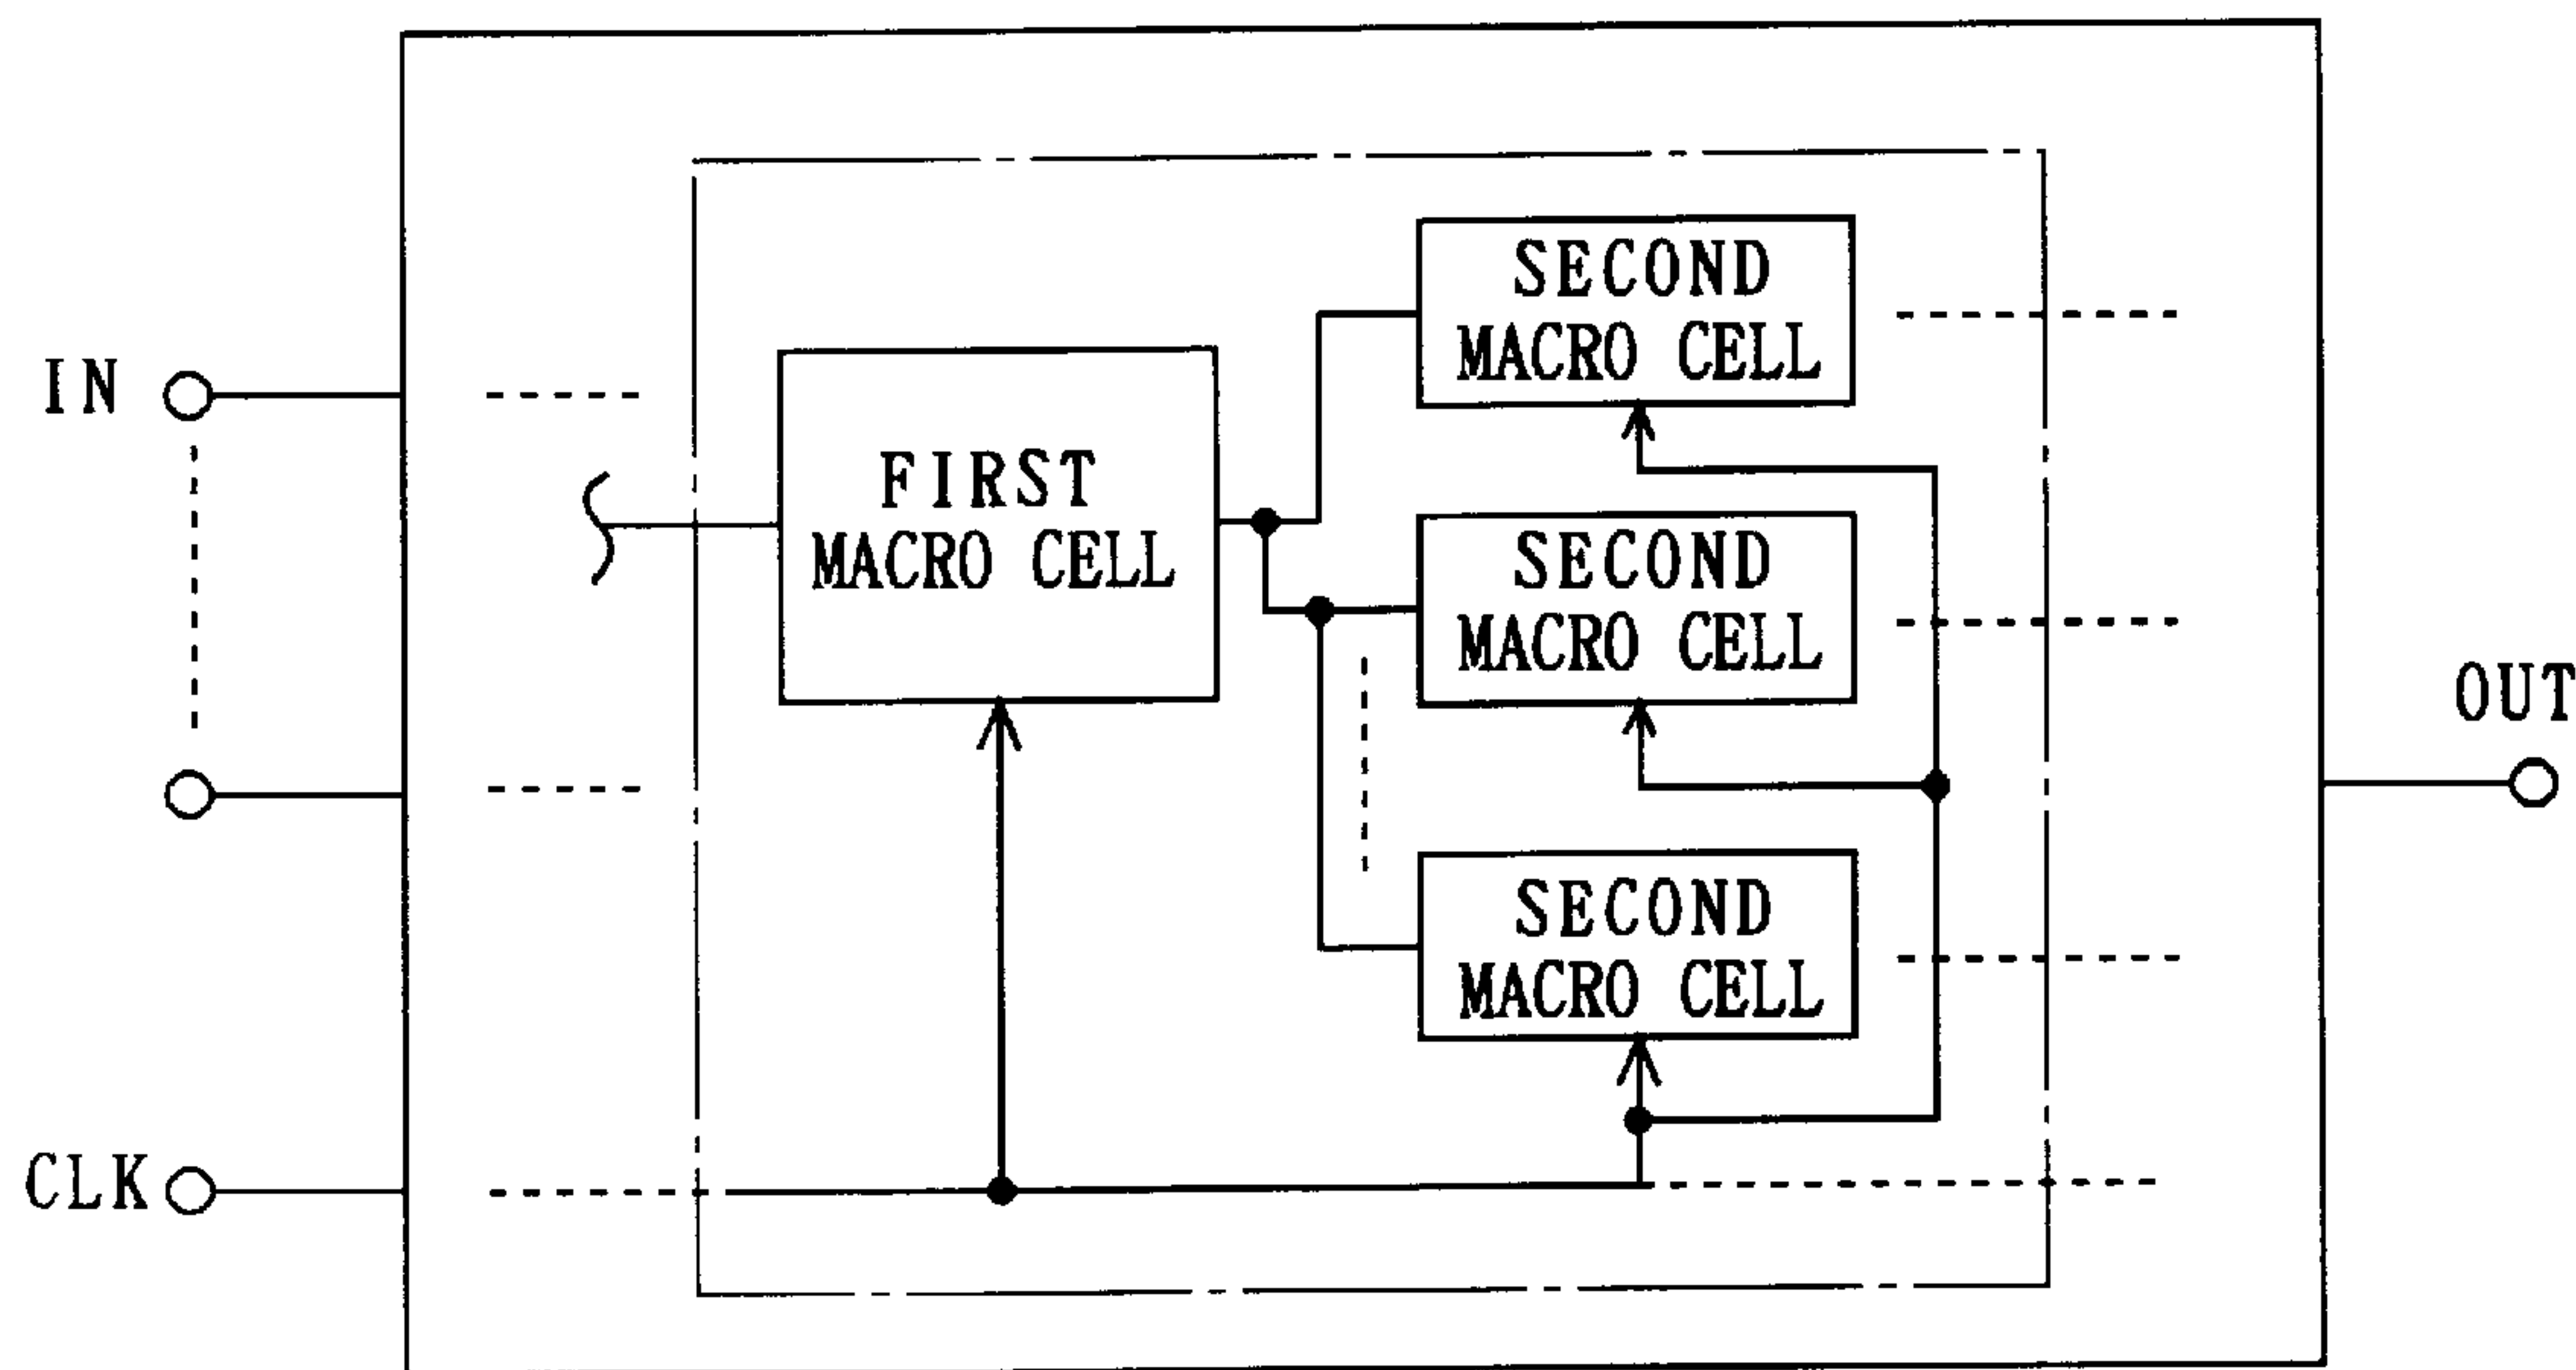 IN
CLK
FIRST
MACRO CELL
SECOND
MACRO CELL
SECOND
MACRO CELL
SECOND
MACRO CELL
OUT